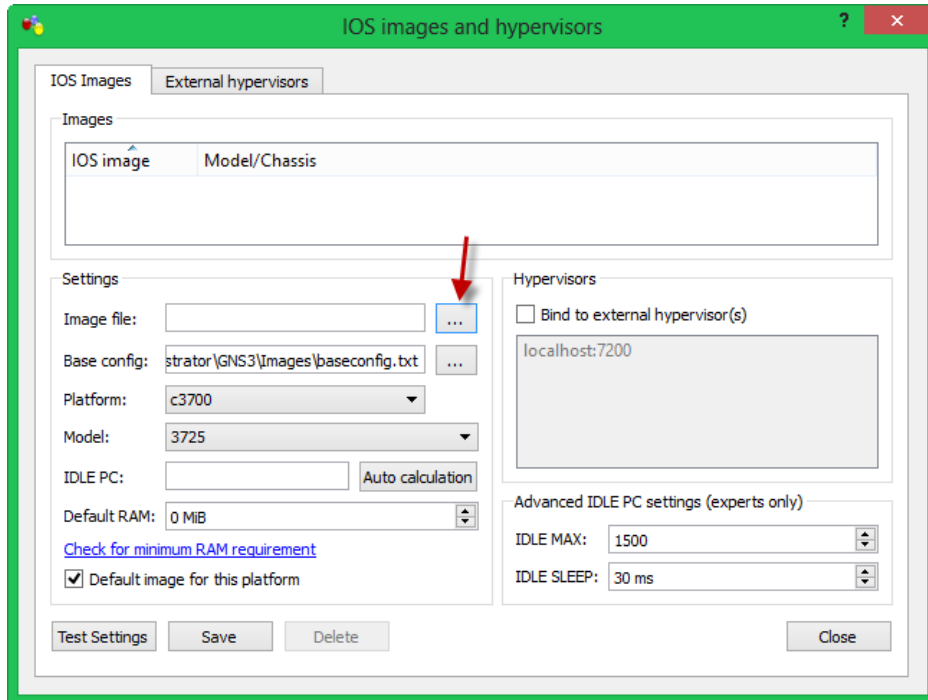 IOS images and hypervisors
?
IOS Images
External hypervisors
Images
IOS image
Model/Chassis
Settings
Image file:
...
Base config:
strator\GNS3\Images\baseconfig.txt
...
Platform:
c3700
Model:
3725
IDLE PC:
Auto calculation
Default RAM:
0 MiB
Check for minimum RAM requirement
Default image for this platform
Hypervisors
Bind to external hypervisor(s)
localhost:7200
Advanced IDLE PC settings (experts only)
IDLE MAX:
1500
IDLE SLEEP:
30 ms
Test Settings
Save
Delete
Close